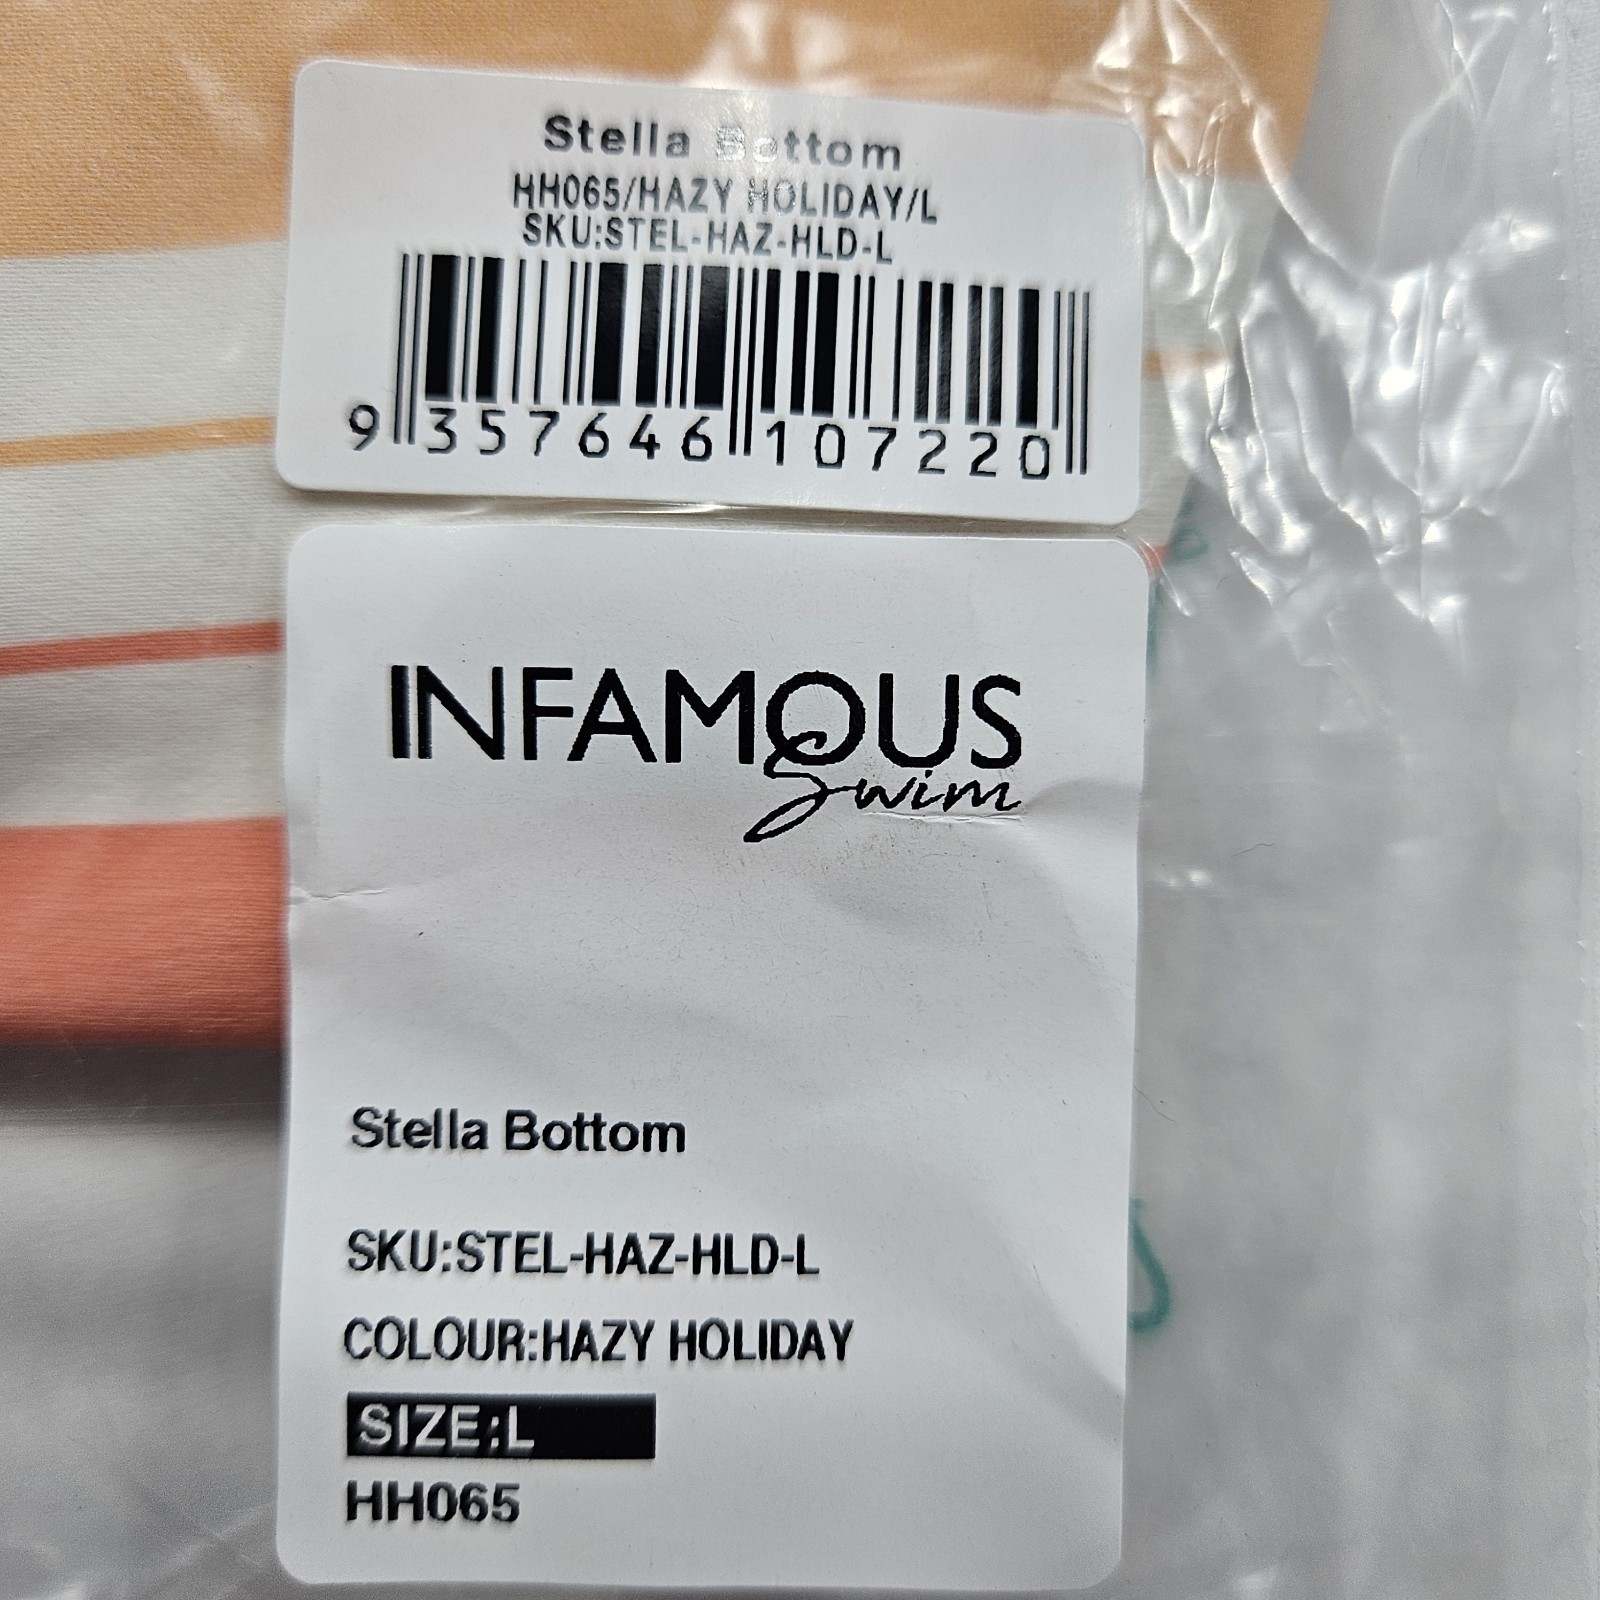 Stella Bottom
HH065/HAZY HOLIDAY/L
SKU:STEL-HAZ-HLD-L
9 357646 107220
INFAMOUS
Swim
Stella Bottom
SKU:STEL-HAZ-HLD-L
COLOUR:HAZY HOLIDAY
SIZE:L
HH065